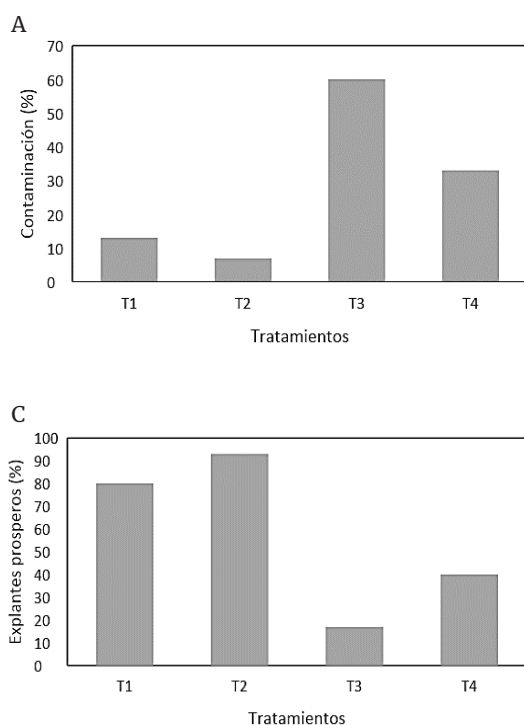 A
Contaminación (%)
70
60
50
40
30
20
10
0
T1 T2 T3 T4
Tratamientos
C
Explantes prosperos (%)
100
90
80
70
60
50
40
30
20
10
0
T1 T2 T3 T4
Tratamientos